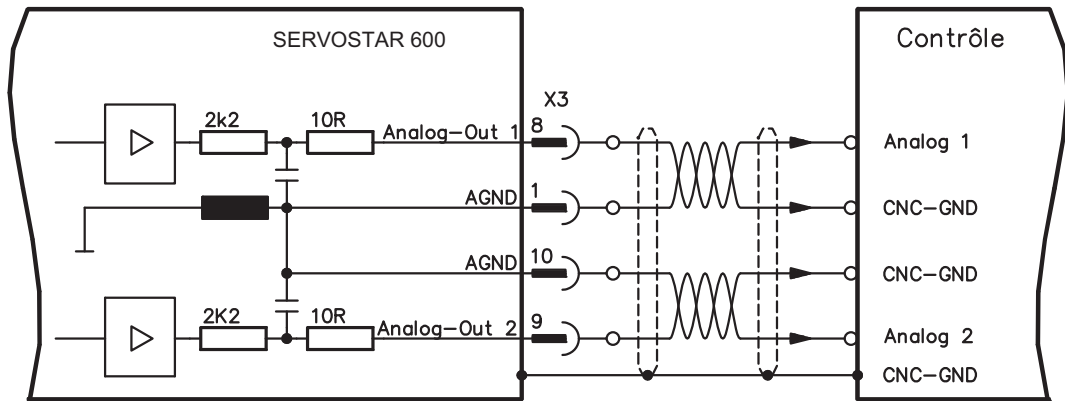 SERVOSTAR 600
Contrôle
X3
2k2
10R
Analog-Out 1
8
Analog 1
AGND
1
CNC-GND
AGND
10
CNC-GND
2K2
10R
Analog-Out 2
9
Analog 2
CNC-GND